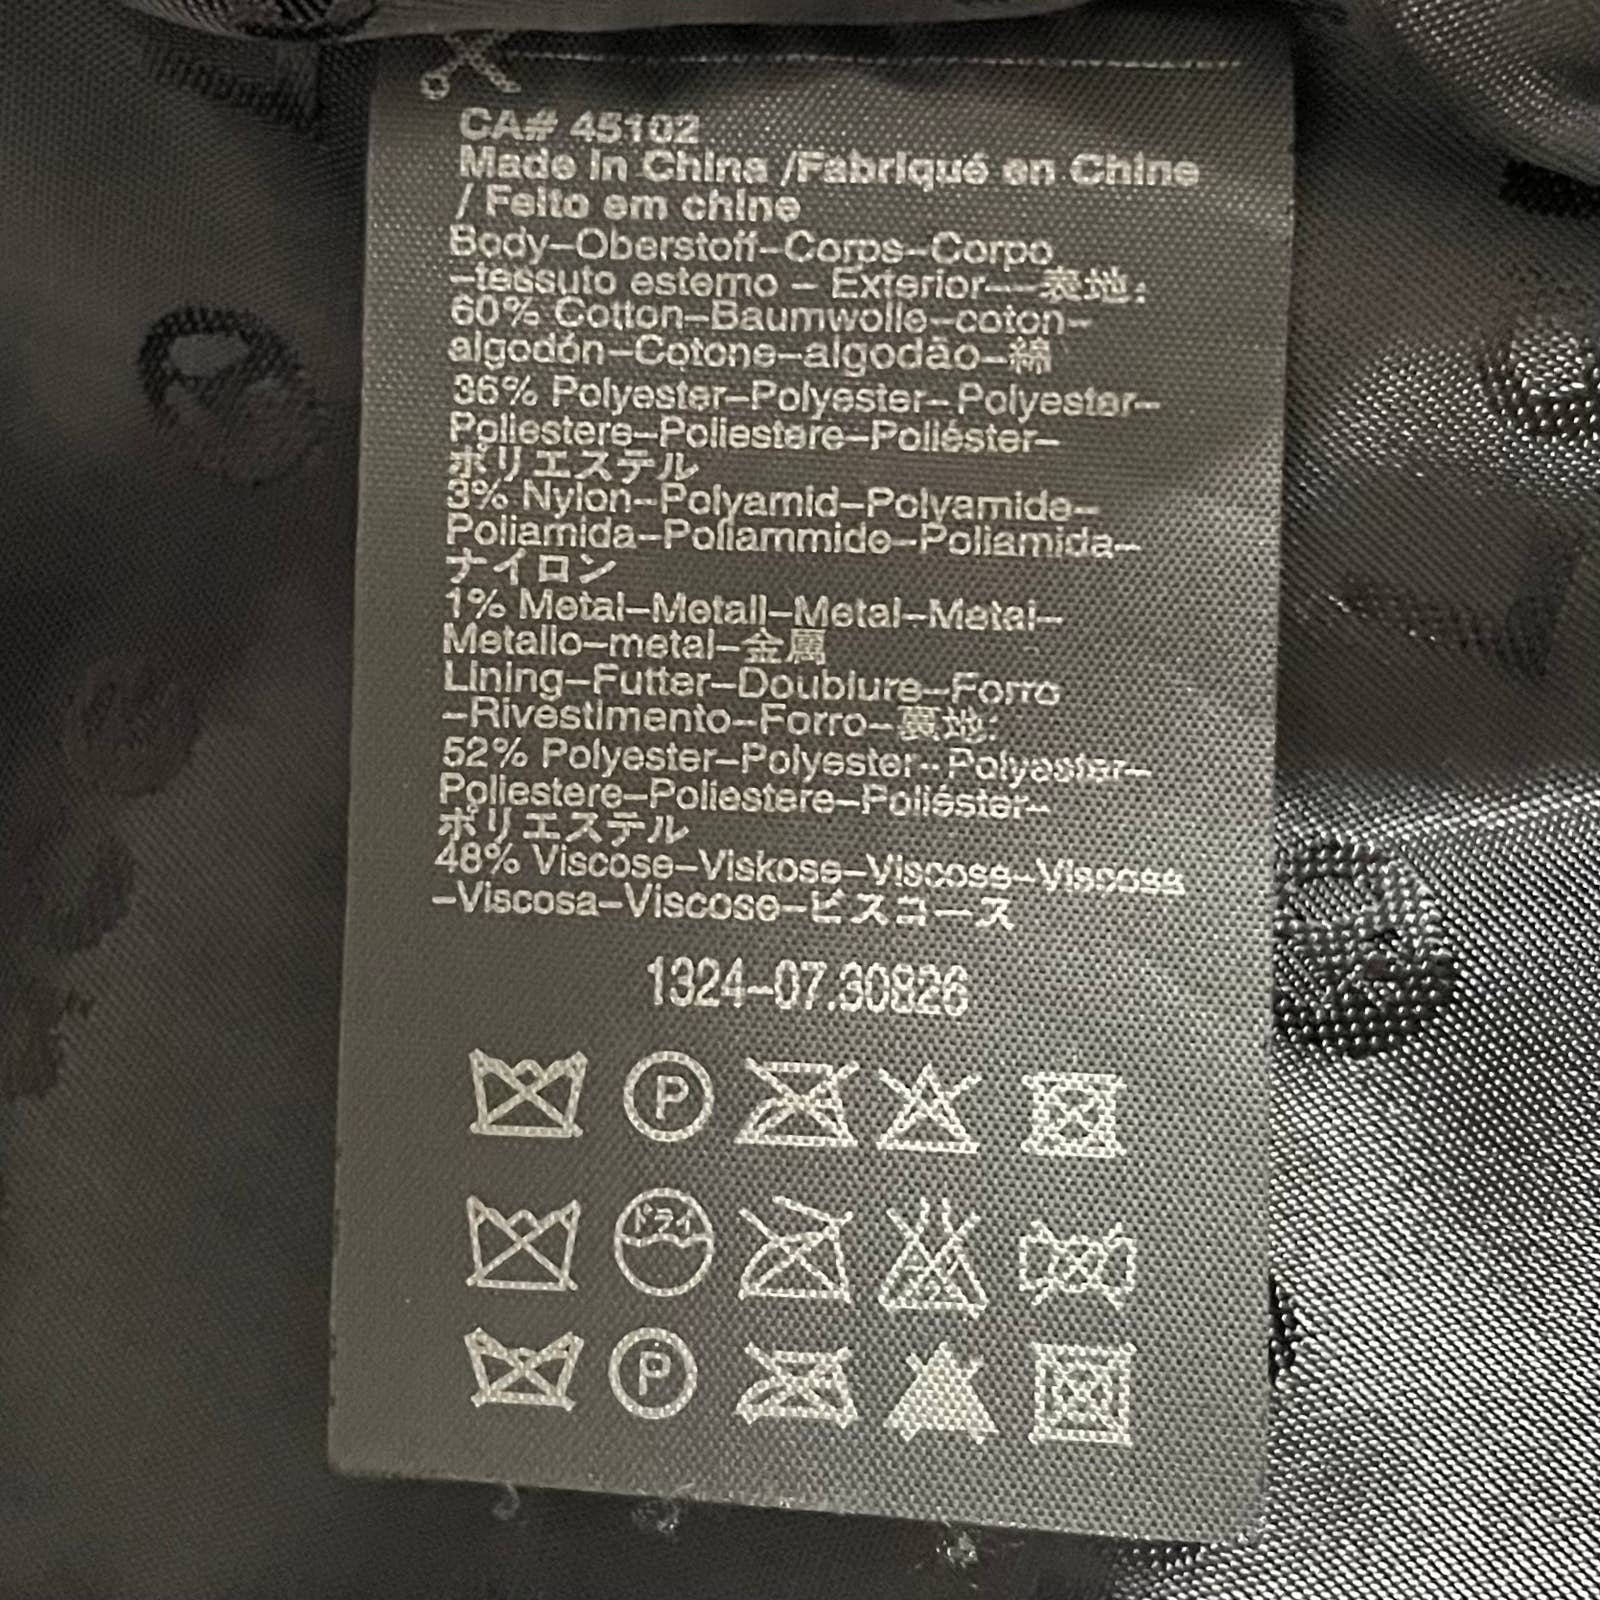 CA# 45102
Made in China /Fabriqué en Chine
/ Feito em chine
Body–Oberstoff–Corps–Corpo
–tessuto esterno – Exterior–—表地:
60% Cotton–Baumwolle–coton–
algodón–Cotone–algodão–綿
36% Polyester–Polyester–Polyester–
Poliestere–Poliestere–Poliéster–
ポリエステル
3% Nylon–Polyamid–Polyamide–
Poliamida–Poliammide–Poliamida–
ナイロン
1% Metal–Metall–Metal–Metal–
Metallo–metal–金属
Lining–Futter–Doublure–Forro
–Rivestimento–Forro–裏地:
52% Polyester–Polyester–Polyester–
Poliestere–Poliestere–Poliéster–
ポリエステル
48% Viscose–Viskose–Viscose–Viscosa
–Viscosa–Viscose–ビスコース
1324–07.30826
P
ドライ
P